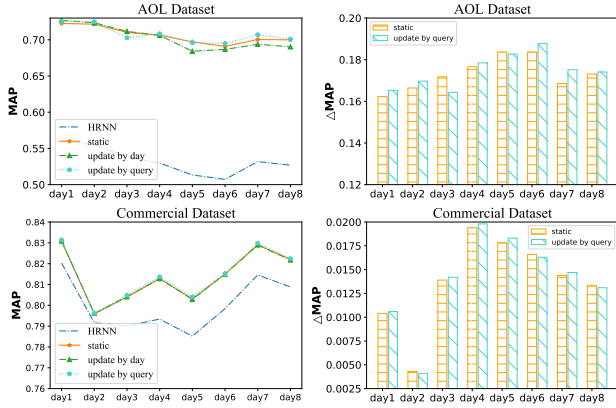 AOL Dataset
MAP
0.70
0.65
0.60
0.55
0.50
HRNN
static
update by day
update by query
day1 day2 day3 day4 day5 day6 day7 day8
AOL Dataset
△MAP
0.20
0.18
0.16
0.14
0.12
static
update by query
day1 day2 day3 day4 day5 day6 day7 day8
Commercial Dataset
MAP
0.84
0.83
0.82
0.81
0.80
0.79
0.78
0.77
0.76
HRNN
static
update by day
update by query
day1 day2 day3 day4 day5 day6 day7 day8
Commercial Dataset
△MAP
0.0200
0.0175
0.0150
0.0125
0.0100
0.0075
0.0050
0.0025
static
update by query
day1 day2 day3 day4 day5 day6 day7 day8